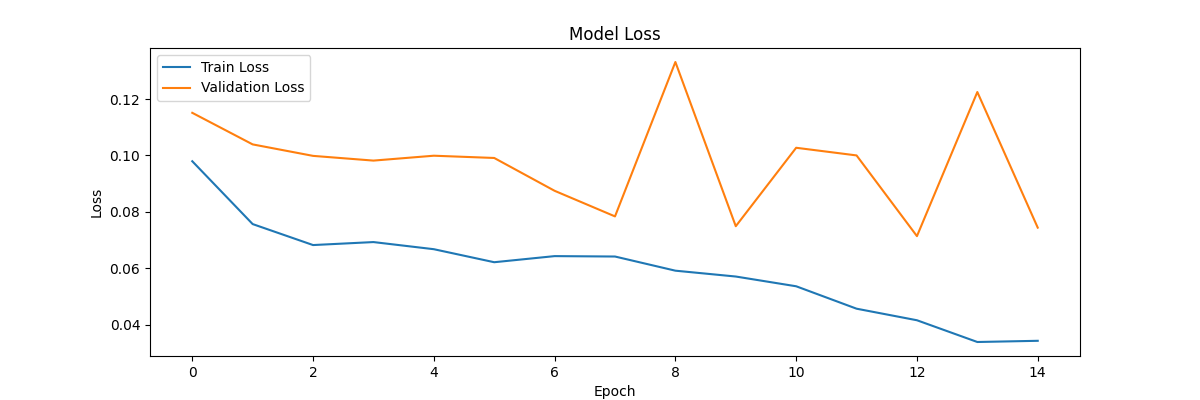 Model Loss
Train Loss
Validation Loss
0.12
0.10
0.08
0.06
0.04
Loss
0 2 4 6 8 10 12 14
Epoch